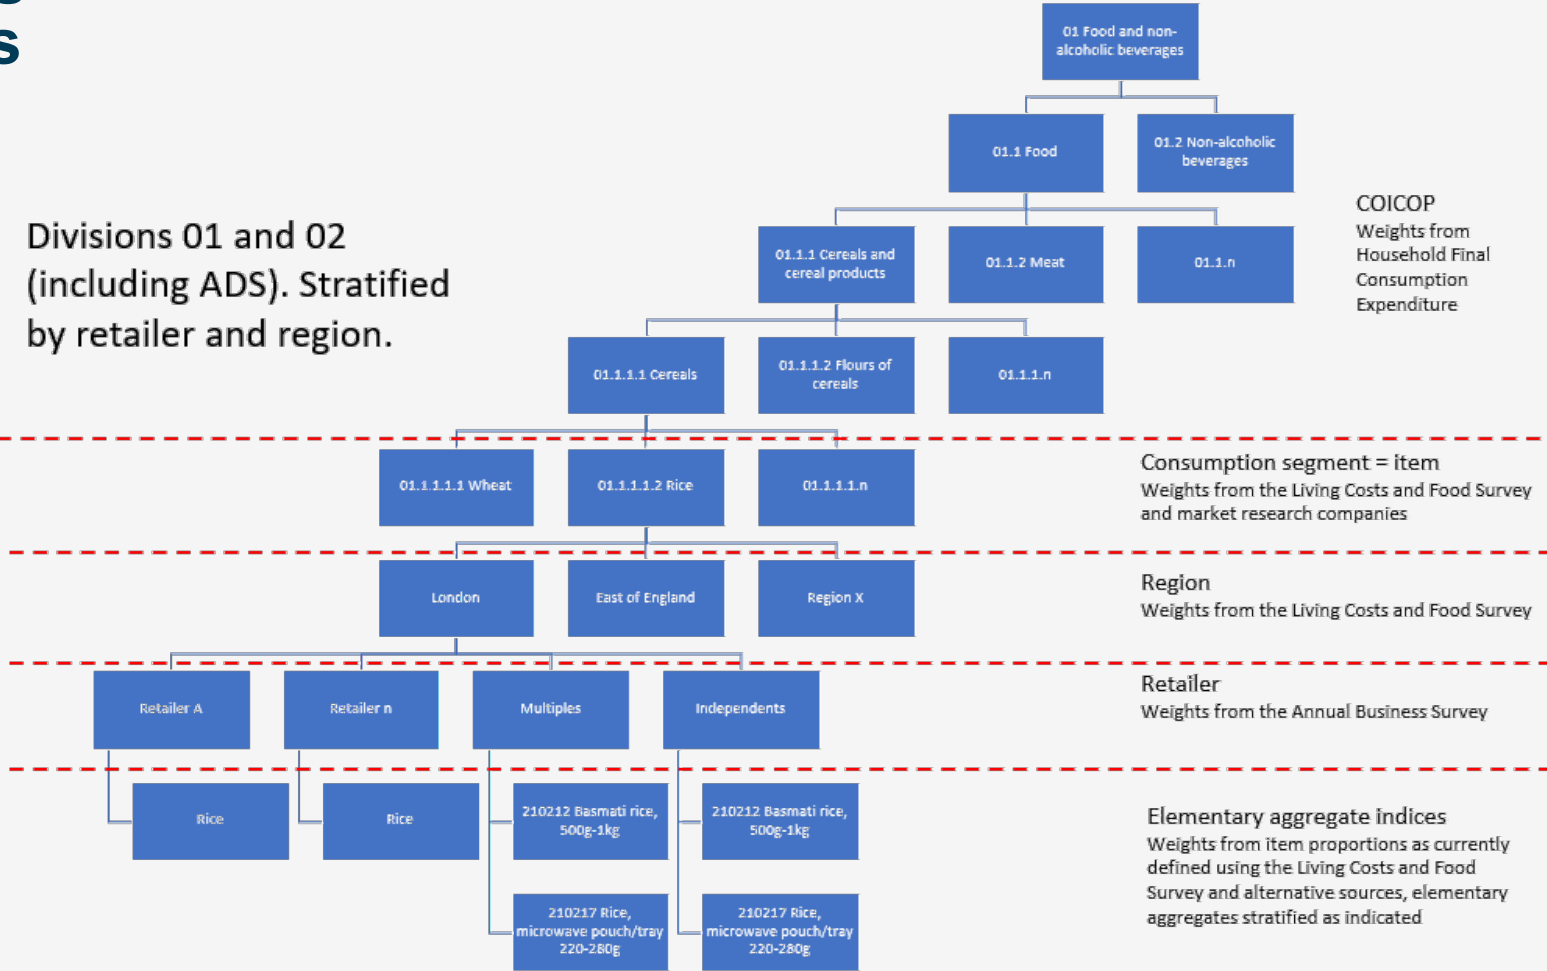 s
01 Food and non-
alcoholic beverages
01.1 Food
01.2 Non-alcoholic
beverages
Divisions 01 and 02
(including ADS). Stratified
by retailer and region.
01.1.1 Cereals and
cereal products
01.1.2 Meat
01.1.n
COICOP
Weights from
Household Final
Consumption
Expenditure
01.1.1.1 Cereals
01.1.1.2 Flours of
cereals
01.1.1.n
01.1.1.1.1 Wheat
01.1.1.1.2 Rice
01.1.1.1.n
Consumption segment = item
Weights from the Living Costs and Food Survey
and market research companies
London
East of England
Region X
Region
Weights from the Living Costs and Food Survey
Retailer A
Retailer n
Multiples
Independents
Retailer
Weights from the Annual Business Survey
Rice
Rice
210212 Basmati rice,
500g-1kg
210212 Basmati rice,
500g-1kg
210217 Rice,
microwave pouch/tray
220-280g
210217 Rice,
microwave pouch/tray
220-280g
Elementary aggregate indices
Weights from item proportions as currently
defined using the Living Costs and Food
Survey and alternative sources, elementary
aggregates stratified as indicated